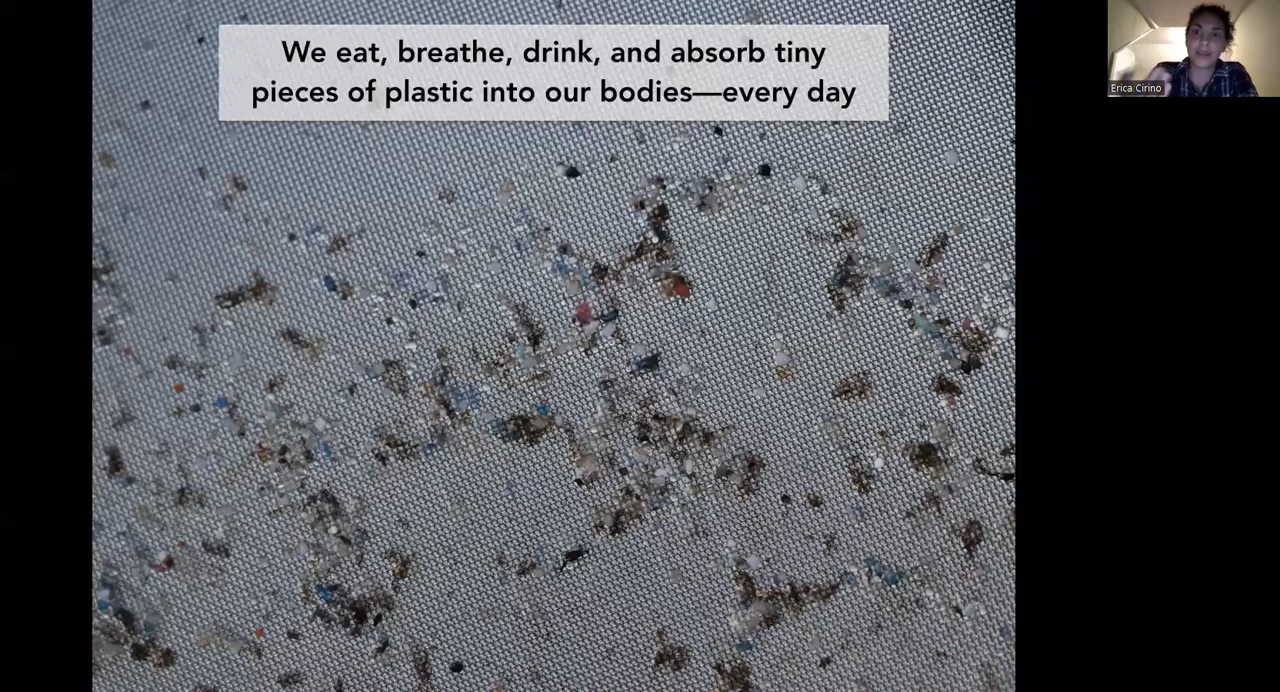 We eat, breathe, drink, and absorb tiny
pieces of plastic into our bodies—every day
Erica Cirino